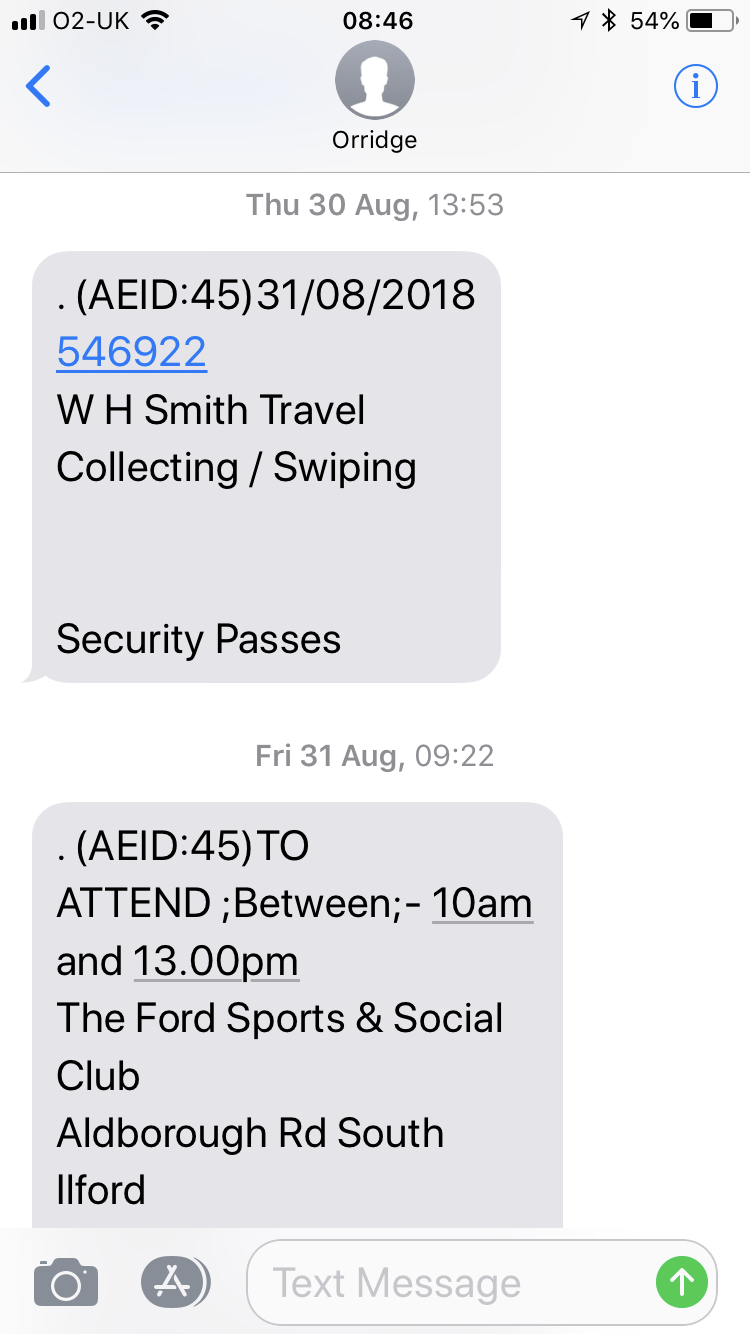 O2-UK 08:46 54%
Orridge
Thu 30 Aug, 13:53
. (AEID:45)31/08/2018
546922
W H Smith Travel
Collecting / Swiping
Security Passes
Fri 31 Aug, 09:22
. (AEID:45)TO
ATTEND ;Between;- 10am
and 13.00pm
The Ford Sports & Social
Club
Aldborough Rd South
Ilford
Text Message